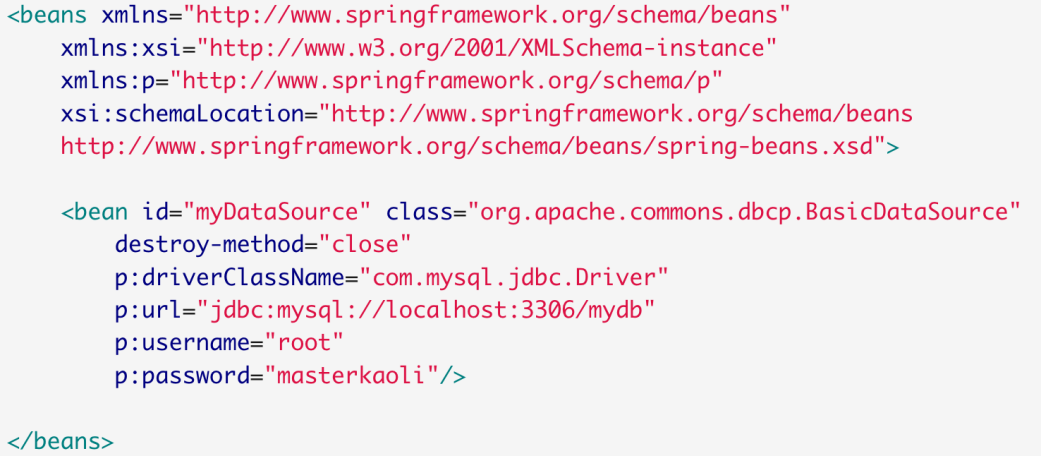 <beans xmlns="http://www.springframework.org/schema/beans"
    xmlns:xsi="http://www.w3.org/2001/XMLSchema-instance"
    xmlns:p="http://www.springframework.org/schema/p"
    xsi:schemaLocation="http://www.springframework.org/schema/beans
    http://www.springframework.org/schema/beans/spring-beans.xsd">

    <bean id="myDataSource" class="org.apache.commons.dbcp.BasicDataSource"
        destroy-method="close"
        p:driverClassName="com.mysql.jdbc.Driver"
        p:url="jdbc:mysql://localhost:3306/mydb"
        p:username="root"
        p:password="masterkaoli"/>

</beans>